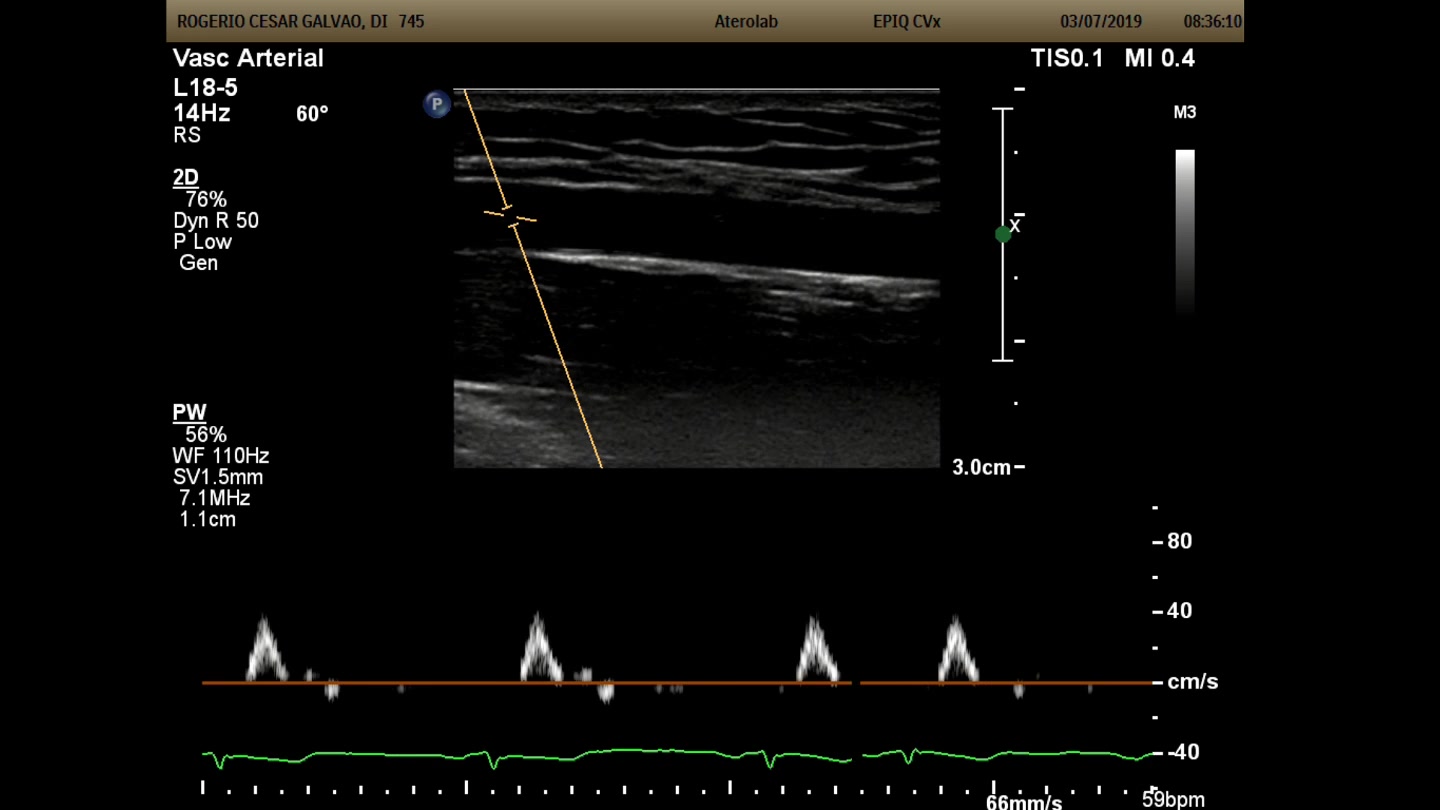 ROGERIO CESAR GALVAO, DI 745 Aterolab EPIQ CVx 03/07/2019 08:36:10
Vasc Arterial TIS0.1 MI 0.4
L18-5
14Hz 60°
RS
P
M3
2D
76%
Dyn R 50
P Low
Gen
X
PW
56%
WF 110Hz
SV1.5mm
7.1MHz
1.1cm
3.0cm
80
40
cm/s
-40
66mm/s 59bpm